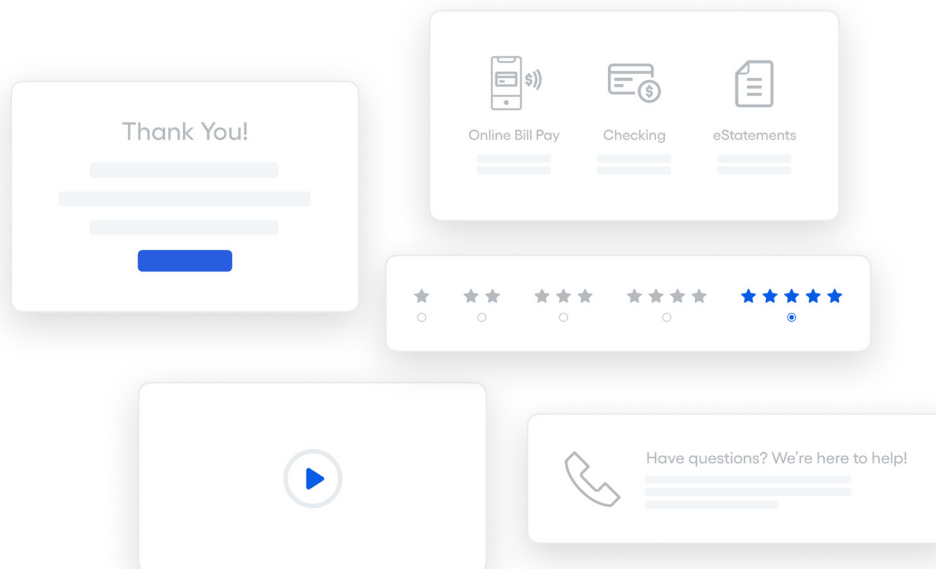 Thank You!
Online Bill Pay
Checking
eStatements
Have questions? We're here to help!